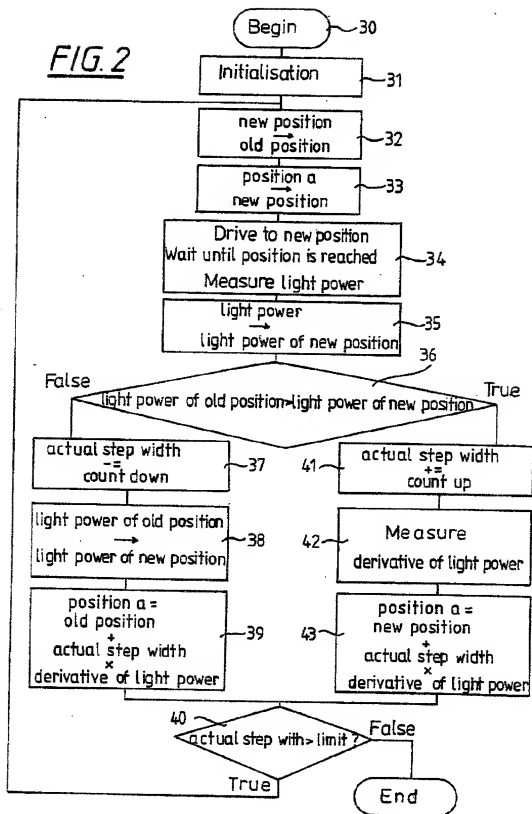 FIG. 2
Begin
30
Initialisation
31
new position
→
old position
32
position a
→
new position
33
Drive to new position
Wait until position is reached
Measure light power
34
light power
→
light power of new position
35
36
False
True
light power of old position>light power of new position
actual step width
-=
count down
37
41
actual step width
+=
count up
light power of old position
→
light power of new position
38
42
Measure
derivative of light power
position a =
old position
+
actual step width
×
derivative of light power
39
43
position a =
new position
+
actual step width
×
derivative of light power
40
actual step with>limit?
False
True
End